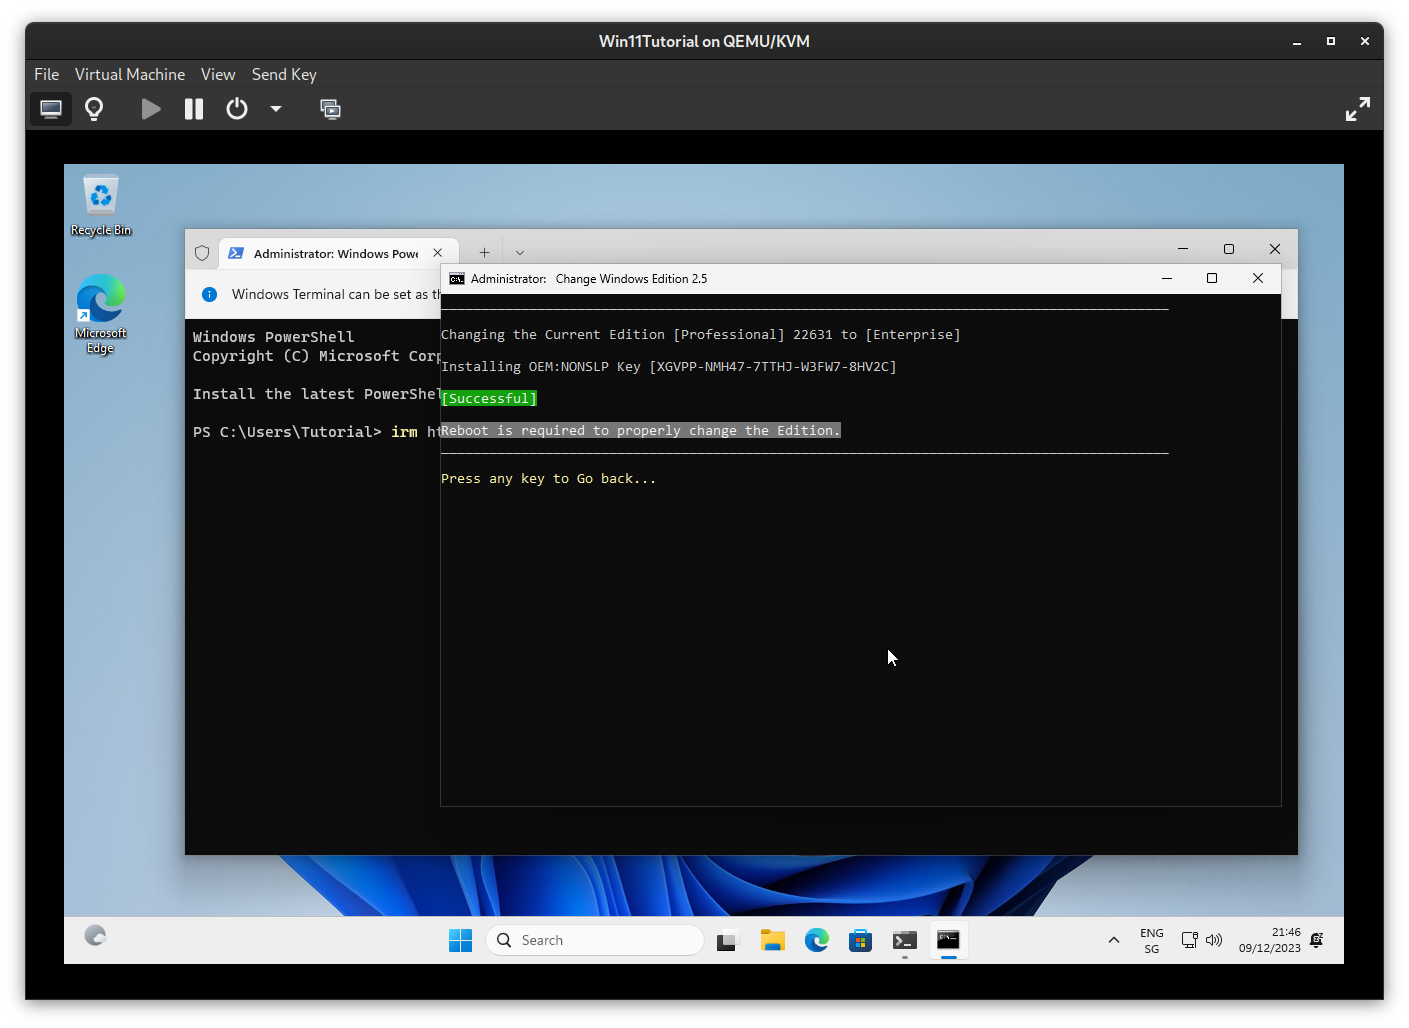 Win11Tutorial on QEMU/KVM
File Virtual Machine View Send Key
Recycle Bin
Microsoft
Edge
Administrator: Windows Powe
Windows Terminal can be set as th
Windows PowerShell
Copyright (C) Microsoft Corp
Install the latest PowerShel
PS C:\Users\Tutorial> irm ht
Administrator: Change Windows Edition 2.5
Changing the Current Edition [Professional] 22631 to [Enterprise]
Installing OEM:NONSLP Key [XGVPP-NMH47-7TTHJ-W3FW7-8HV2C]
[Successful]
Reboot is required to properly change the Edition.
Press any key to Go back...
Search
ENG
SG
21:46
09/12/2023